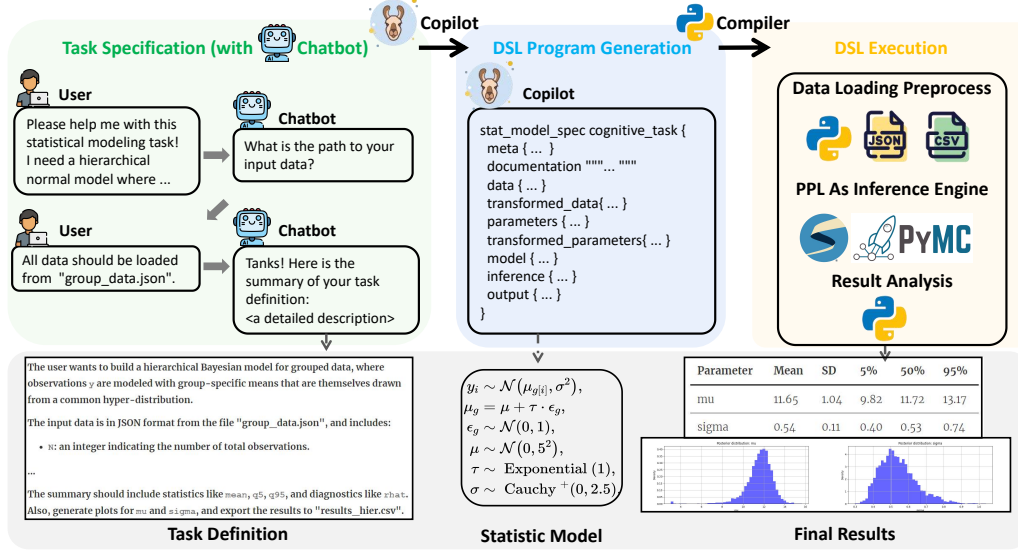 Copilot
Compiler
Task Specification (with Chatbot)
DSL Program Generation
DSL Execution
User
Please help me with this
statistical modeling task!
I need a hierarchical
normal model where ...
Chatbot
What is the path to your
input data?
User
All data should be loaded
from "group_data.json".
Chatbot
Tanks! Here is the
summary of your task
definition:
<a detailed description>
Copilot
stat_model_spec cognitive_task {
meta { ... }
documentation """... """
data { ... }
transformed_data{ ... }
parameters { ... }
transformed_parameters{ ... }
model { ... }
inference { ... }
output { ... }
}
Data Loading Preprocess
JSON
CSV
PPL As Inference Engine
PyMC
Result Analysis
The user wants to build a hierarchical Bayesian model for grouped data, where
observations y are modeled with group-specific means that are themselves drawn
from a common hyper-distribution.
The input data is in JSON format from the file "group_data.json", and includes:
• N: an integer indicating the number of total observations.
...
The summary should include statistics like mean, q5, q95, and diagnostics like rhat.
Also, generate plots for mu and sigma, and export the results to "results_hier.csv".
Task Definition
y_i ∼ 𝒩(μ_{g[i]}, σ²),
μ_g = μ + τ · ϵ_g,
ϵ_g ∼ 𝒩(0, 1),
μ ∼ 𝒩(0, 5²)
τ ∼ Exponential (1),
σ ∼ Cauchy ⁺(0, 2.5),
Statistic Model
Parameter Mean SD 5% 50% 95%
mu 11.65 1.04 9.82 11.72 13.17
sigma 0.54 0.11 0.40 0.53 0.74
Posterior distribution: mu
Posterior distribution: sigma
Final Results